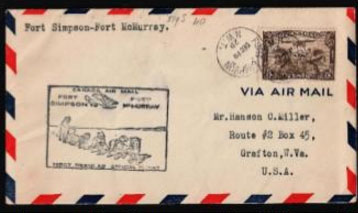 Fort Simpson-Fort McMurray.
CANADA AIR MAIL
FORT SIMPSON
FORT McMURRAY
VIA AIR MAIL
Mr.Hanson C.Miller,
Route #2 Box 45,
Grafton,W.Va.
U.S.A.